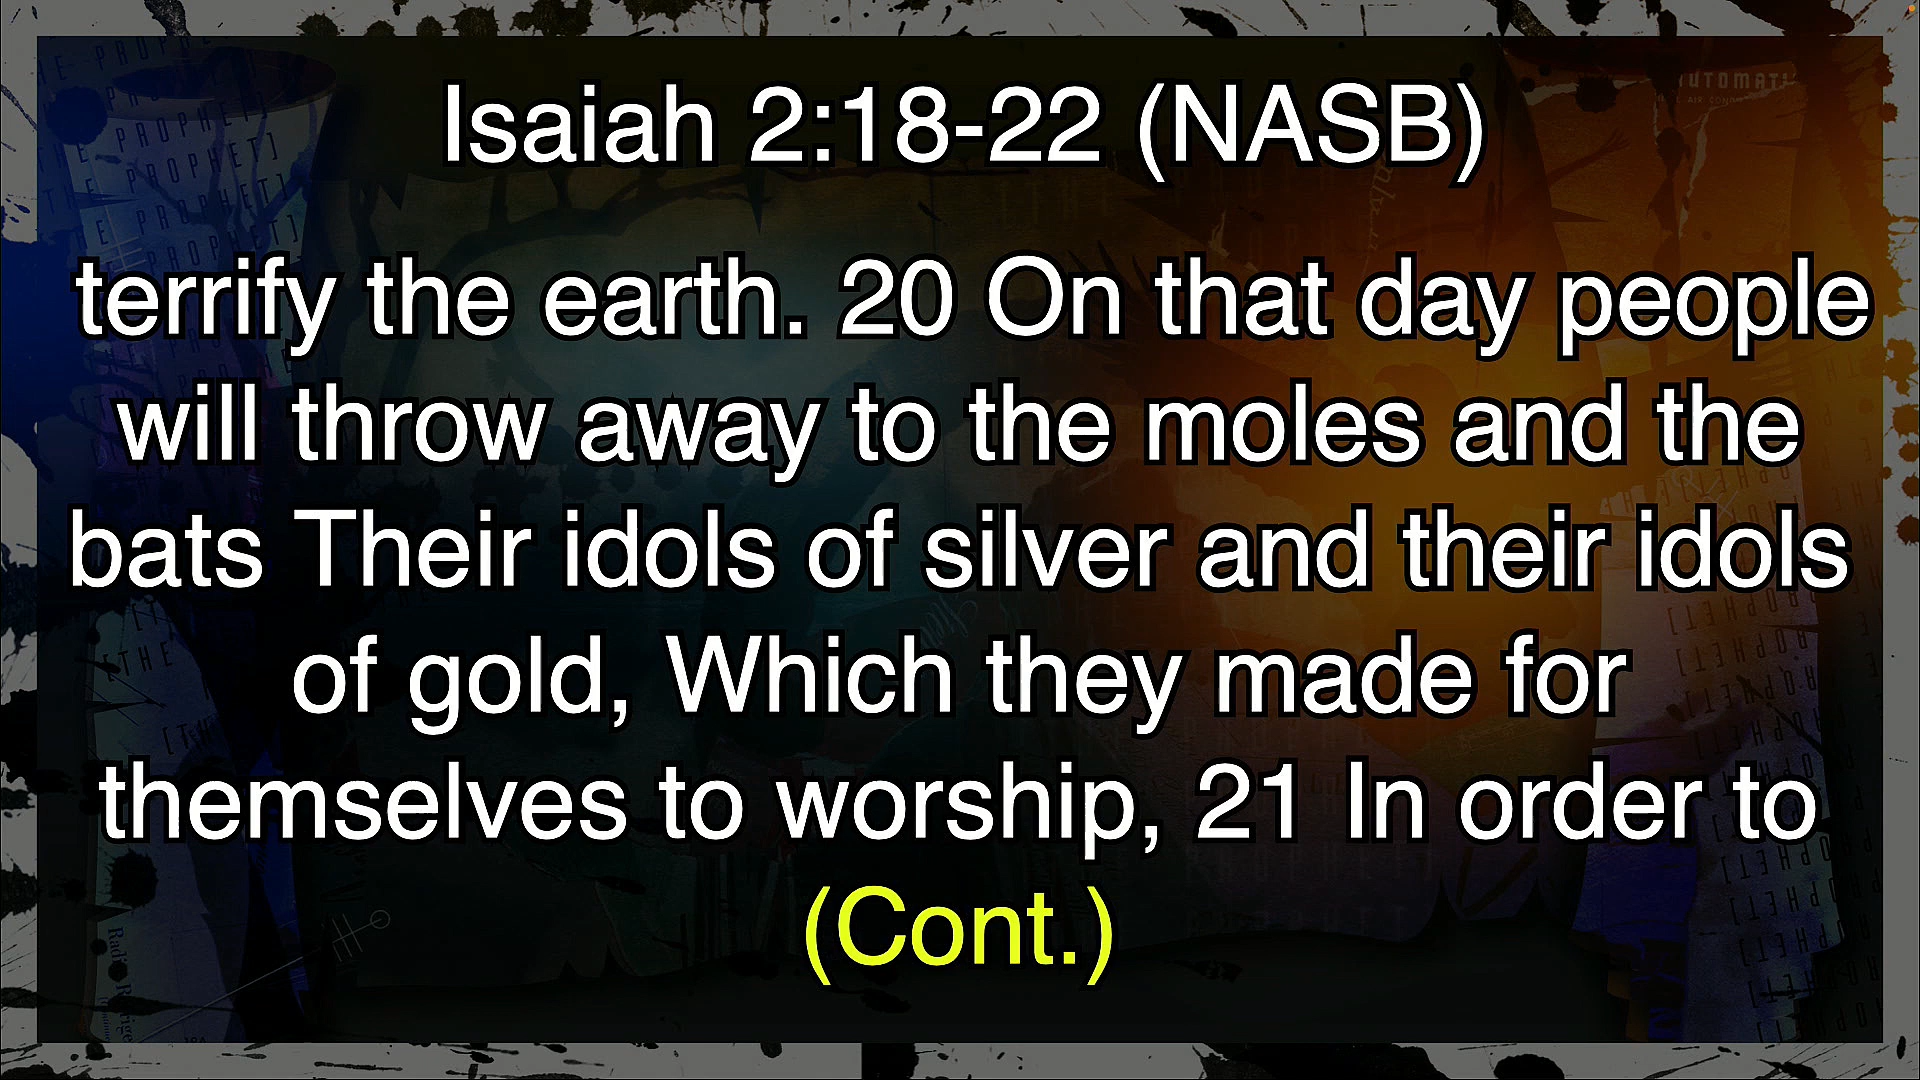 Isaiah 2:18-22 (NASB)
terrify the earth. 20 On that day people
will throw away to the moles and the
bats Their idols of silver and their idols
of gold, Which they made for
themselves to worship, 21 In order to
(Cont.)